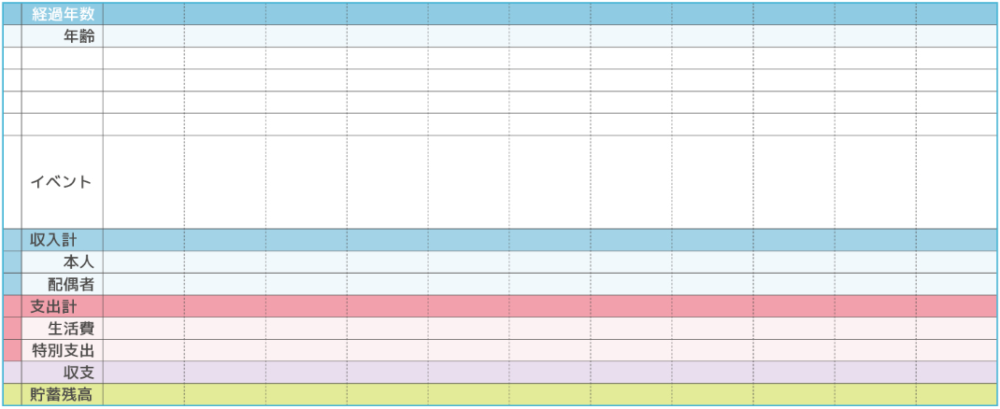 経過年数
年齢
イベント
収入計
本人
配偶者
支出計
生活費
特別支出
収支
貯蓄残高